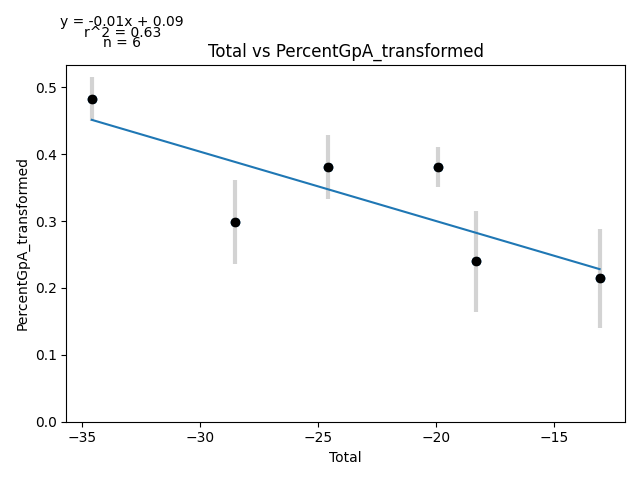 y = -0.01x + 0.09
r^2 = 0.63
n = 6
Total vs PercentGpA_transformed
PercentGpA_transformed
0.5
0.4
0.3
0.2
0.1
0.0
−35
−30
−25
−20
−15
Total